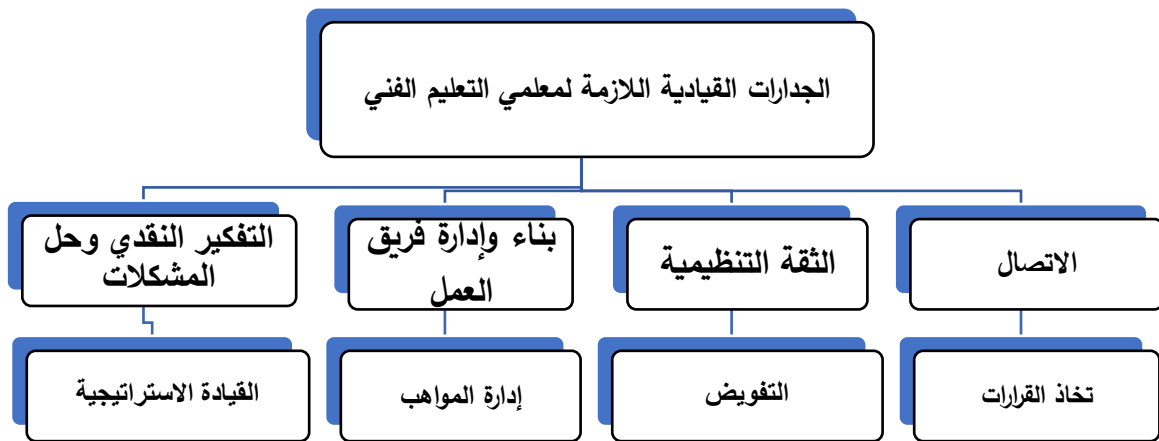 الجدارات القيادية اللازمة لمعلمي التعليم الفني
الاتصال
الثقة التنظيمية
بناء وإدارة فريق
العمل
التفكير النقدي وحل
المشكلات
تخاذ القرارات
التفويض
إدارة المواهب
القيادة الاستراتيجية